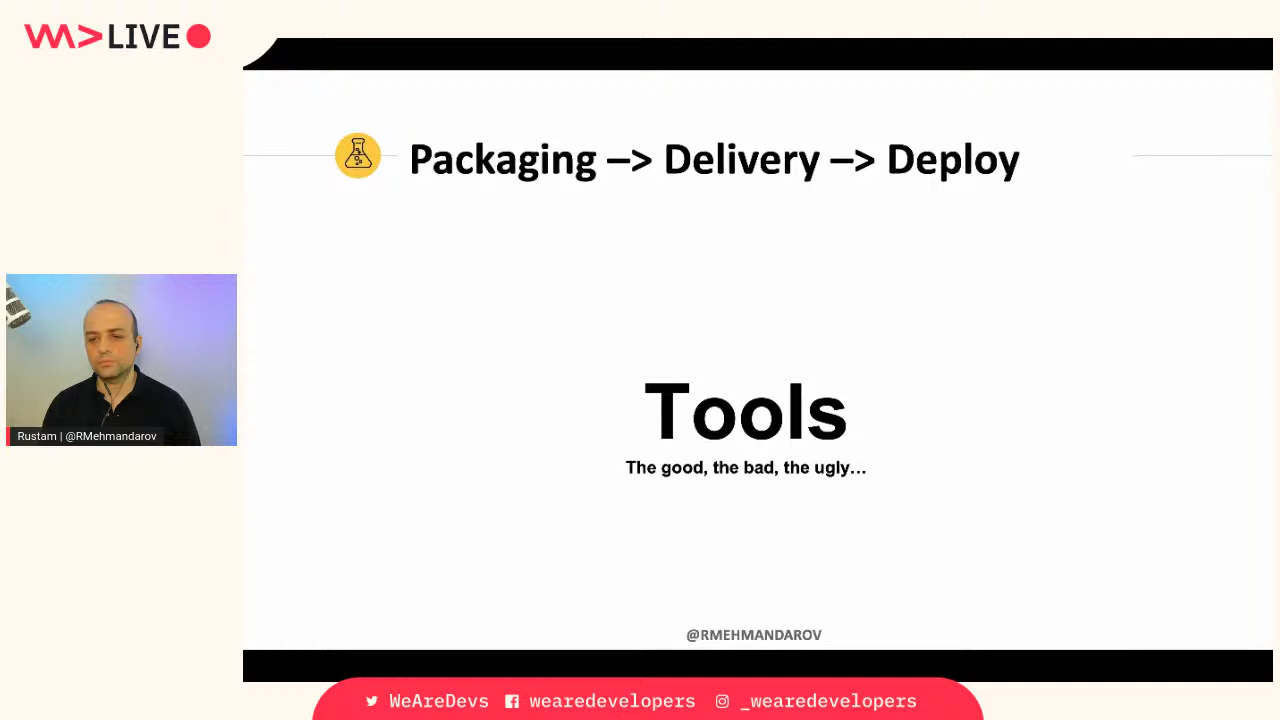 WA>LIVE
Packaging –> Delivery –> Deploy
Rustam | @RMehmandarov
Tools
The good, the bad, the ugly…
@RMEHMANDAROV
WeAreDevs wearedevelopers _wearedevelopers